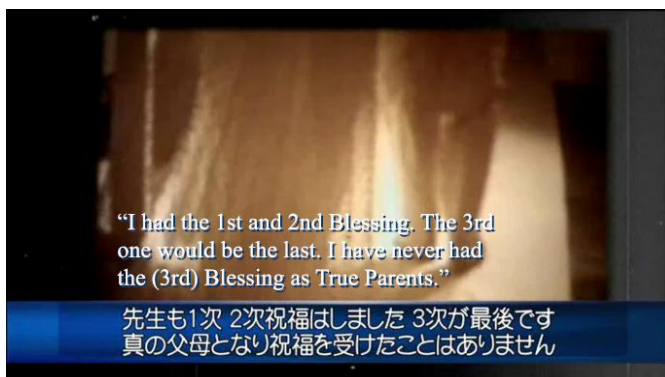 “I had the 1st and 2nd Blessing. The 3rd
one would be the last. I have never had
the (3rd) Blessing as True Parents.”
先生も1次 2次祝福はしました 3次が最後です
真の父母となり祝福を受けたことはありません